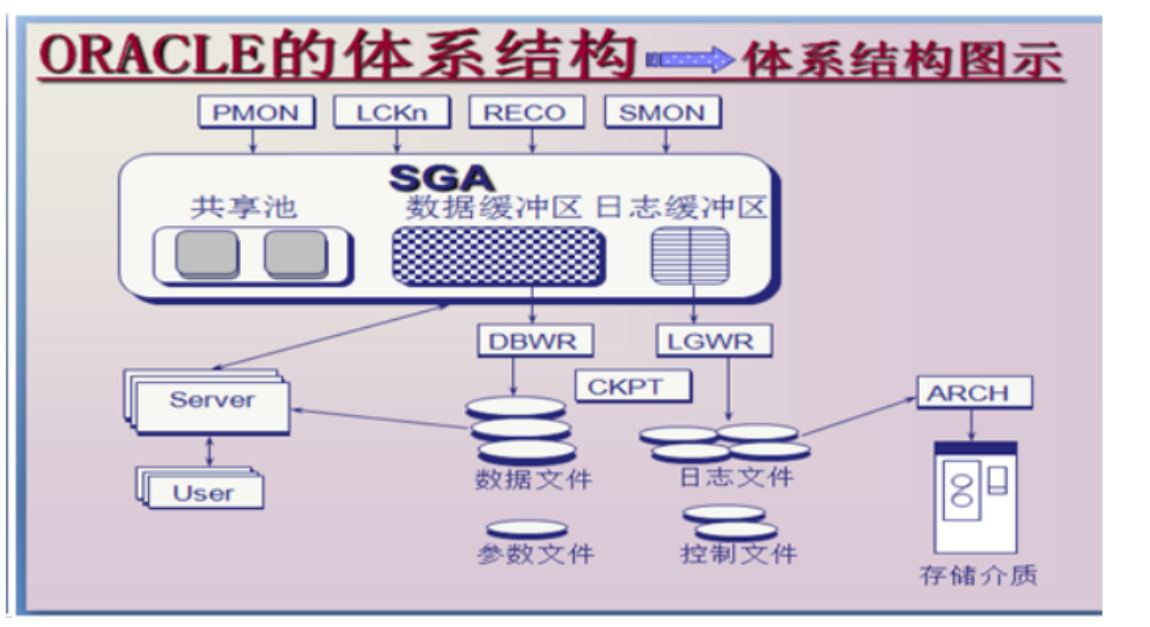 ORACLE的体系结构 体系结构图示
PMON LCKn RECO SMON
SGA
共享池 数据缓冲区 日志缓冲区
DBWR LGWR
CKPT
Server
ARCH
User
数据文件 日志文件
参数文件 控制文件
存储介质